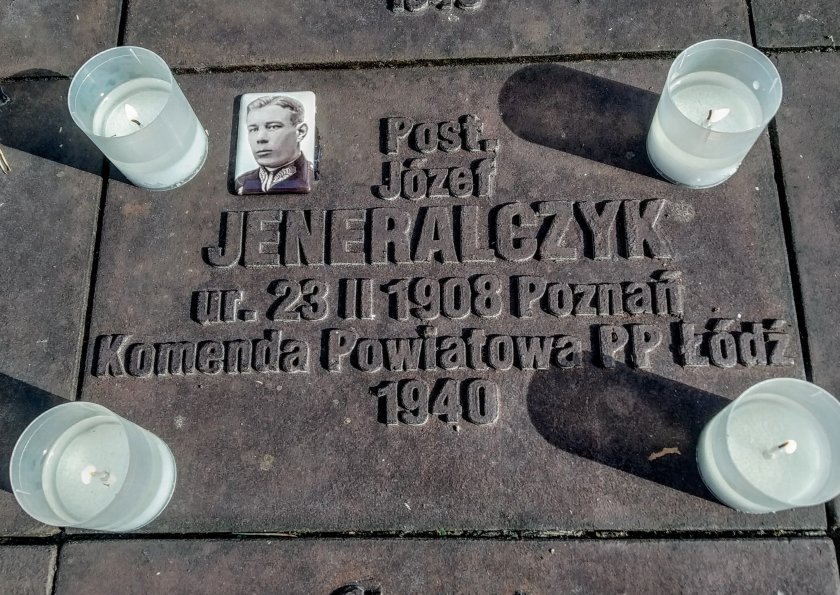 Post.
Józef
JENERALCZYK
ur. 23 II 1908 Poznań
Komenda Powiatowa PP Łódź
1940